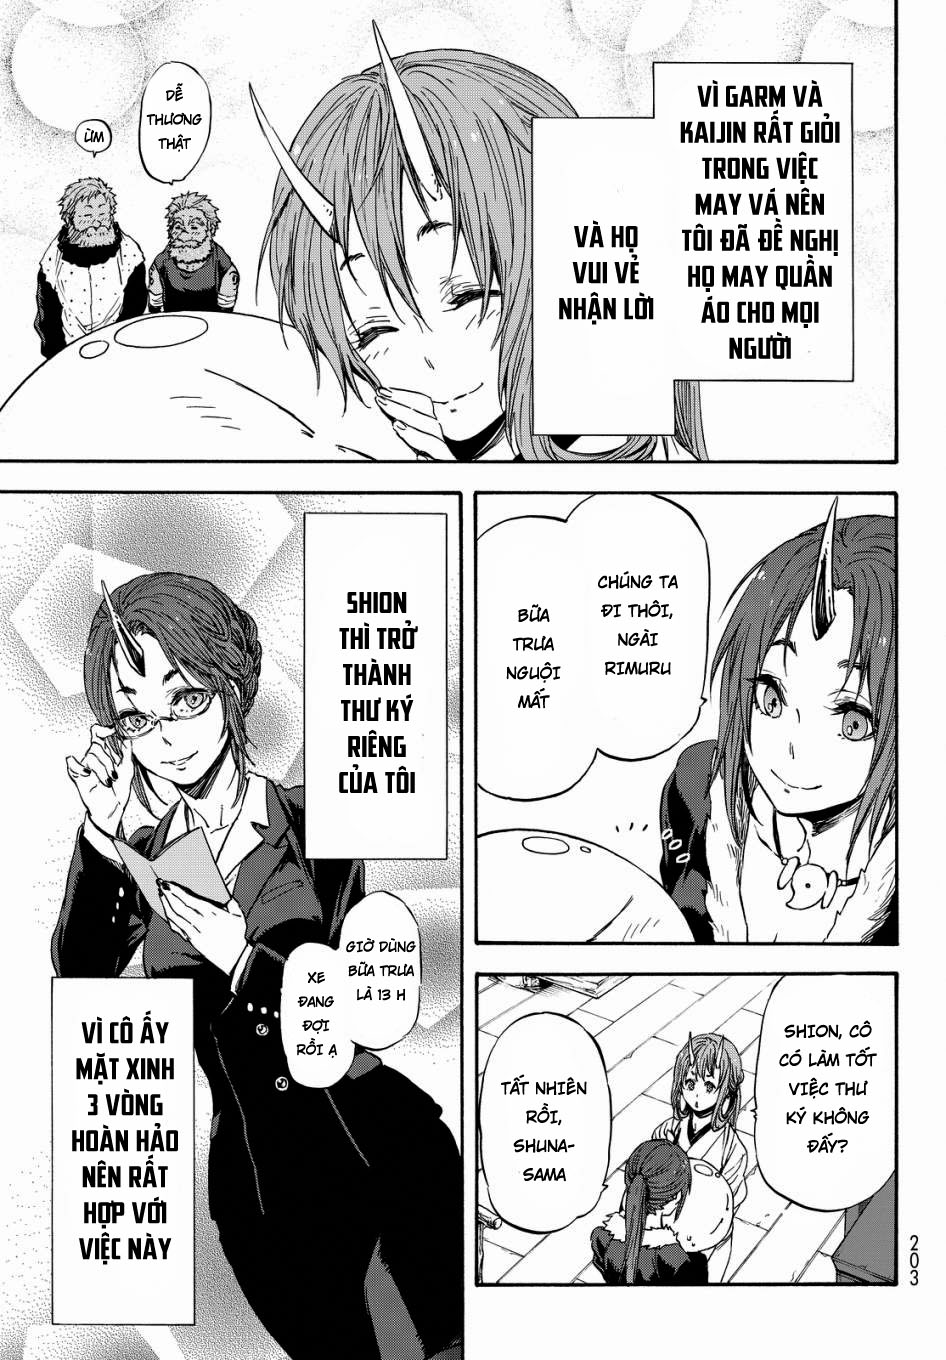 VÌ GARM VÀ
KAIJIN RẤT GIỎI
TRONG VIỆC
MAY VÁ NÊN
TÔI ĐÃ ĐỀ NGHỊ
HỌ MAY QUẦN
ÁO CHO MỌI
NGƯỜI
VÀ HỌ
VUI VẺ
NHẬN LỜI
DỄ
THƯƠNG
THẬT
ỪM
CHÚNG TA
ĐI THÔI,
NGÀI
RIMURU
BỮA
TRƯA
NGUỘI
MẤT
SHION, CÔ
CÓ LÀM TỐT
VIỆC THƯ
KÝ KHÔNG
ĐẤY?
TẤT NHIÊN
RỒI,
SHUNA-
SAMA
SHION
THÌ TRỞ
THÀNH
THƯ KÝ
RIÊNG
CỦA TÔI
GIỜ DÙNG
BỮA TRƯA
LÀ 13 H
XE
ĐANG
ĐỢI
RỒI Ạ
VÌ CÔ ẤY
MẶT XINH
3 VÒNG
HOÀN HẢO
NÊN RẤT
HỢP VỚI
VIỆC NÀY
203